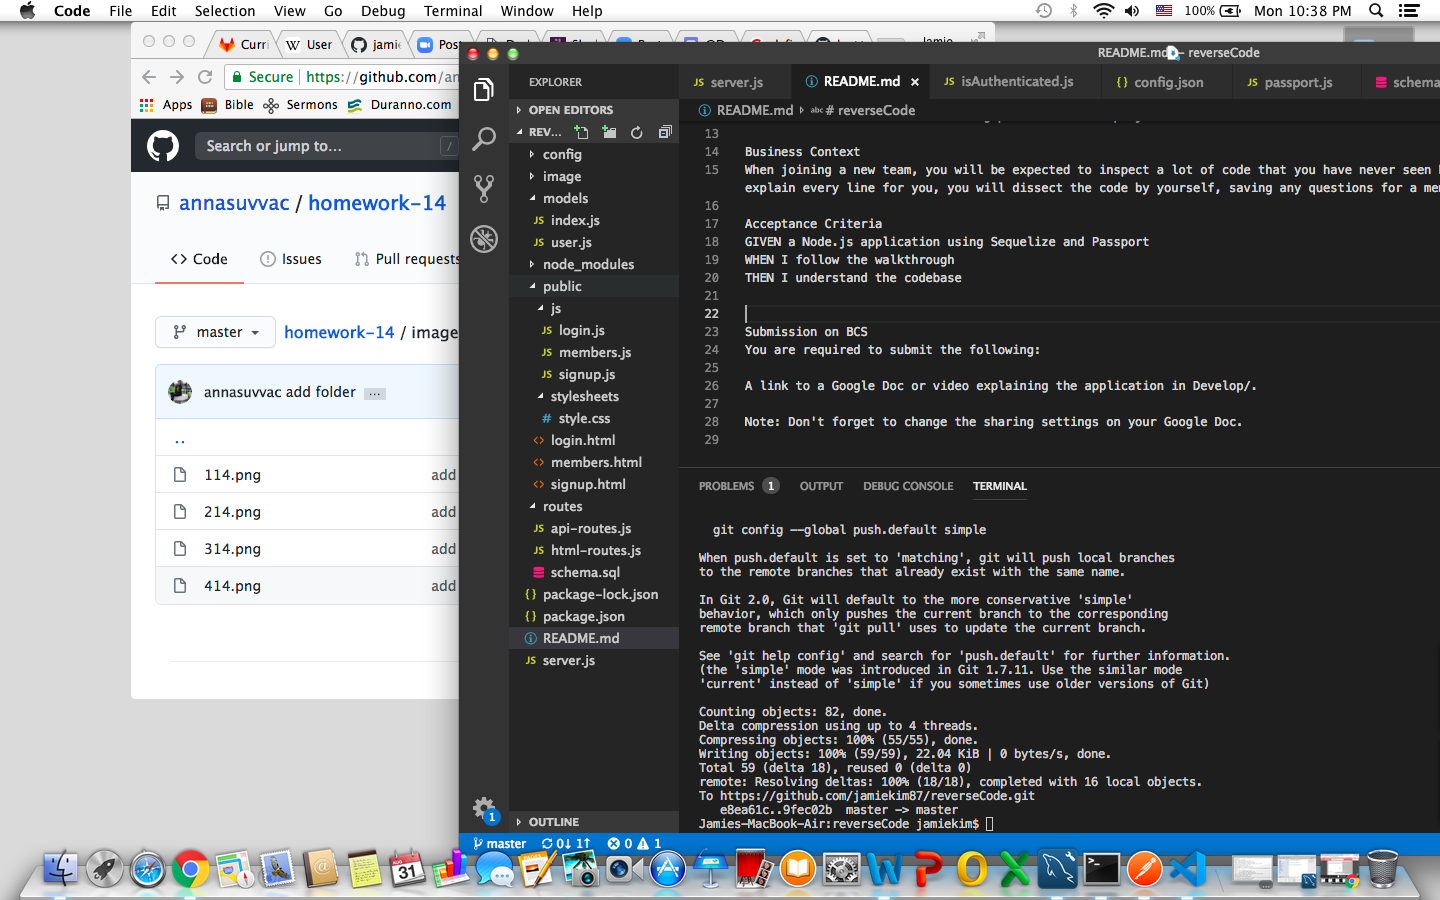 Code File Edit Selection View Go Debug Terminal Window Help 100% Mon 10:38 PM
Curri User jamie Post
README.md — reverseCode
Secure https://github.com/an
Apps Bible Sermons Duranno.com
Search or jump to... /
annasuvvac / homework-14
Code Issues Pull requests
master homework-14 / image
annasuvvac add folder ...
..
114.png add
214.png add
314.png add
414.png add
EXPLORER
OPEN EDITORS
REV...
config
image
models
JS index.js
JS user.js
node_modules
public
js
JS login.js
JS members.js
JS signup.js
stylesheets
# style.css
<> login.html
<> members.html
<> signup.html
routes
JS api-routes.js
JS html-routes.js
schema.sql
{} package-lock.json
{} package.json
README.md
JS server.js
OUTLINE
JS server.js README.md × JS isAuthenticated.js {} config.json JS passport.js schema
README.md › abc # reverseCode
13
14 Business Context
15 When joining a new team, you will be expected to inspect a lot of code that you have never seen
explain every line for you, you will dissect the code by yourself, saving any questions for a
16
17 Acceptance Criteria
18 GIVEN a Node.js application using Sequelize and Passport
19 WHEN I follow the walkthrough
20 THEN I understand the codebase
21
22
23 Submission on BCS
24 You are required to submit the following:
25
26 A link to a Google Doc or video explaining the application in Develop/.
27
28 Note: Don't forget to change the sharing settings on your Google Doc.
29
PROBLEMS 1 OUTPUT DEBUG CONSOLE TERMINAL
git config --global push.default simple
When push.default is set to 'matching', git will push local branches
to the remote branches that already exist with the same name.
In Git 2.0, Git will default to the more conservative 'simple'
behavior, which only pushes the current branch to the corresponding
remote branch that 'git pull' uses to update the current branch.
See 'git help config' and search for 'push.default' for further information.
(the 'simple' mode was introduced in Git 1.7.11. Use the similar mode
'current' instead of 'simple' if you sometimes use older versions of Git)
Counting objects: 82, done.
Delta compression using up to 4 threads.
Compressing objects: 100% (55/55), done.
Writing objects: 100% (59/59), 22.04 KiB | 0 bytes/s, done.
Total 59 (delta 18), reused 0 (delta 0)
remote: Resolving deltas: 100% (18/18), completed with 16 local objects.
To https://github.com/jamiekim87/reverseCode.git
e8ea61c..9fec02b master -> master
Jamies-MacBook-Air:reverseCode jamiekim$
1
master 0↓ 1↑ 0 1